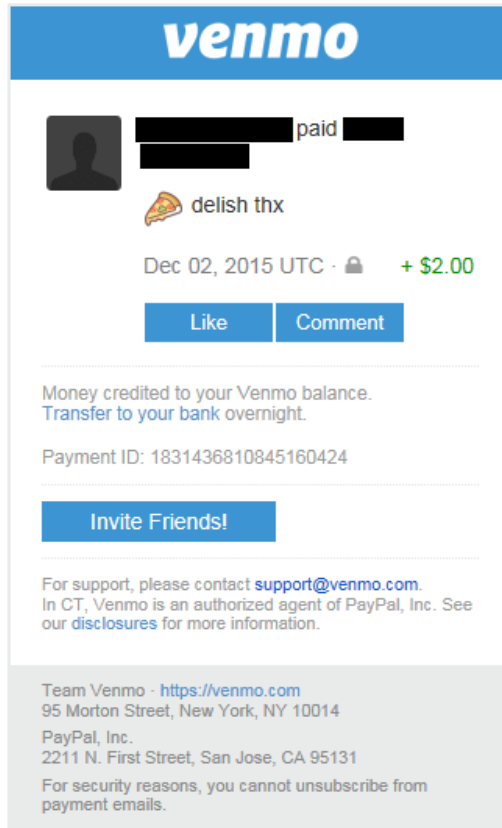 venmo
paid
delish thx
Dec 02, 2015 UTC · + $2.00
Like Comment
Money credited to your Venmo balance.
Transfer to your bank overnight.
Payment ID: 1831436810845160424
Invite Friends!
For support, please contact support@venmo.com.
In CT, Venmo is an authorized agent of PayPal, Inc. See
our disclosures for more information.
Team Venmo · https://venmo.com
95 Morton Street, New York, NY 10014
PayPal, Inc.
2211 N. First Street, San Jose, CA 95131
For security reasons, you cannot unsubscribe from
payment emails.